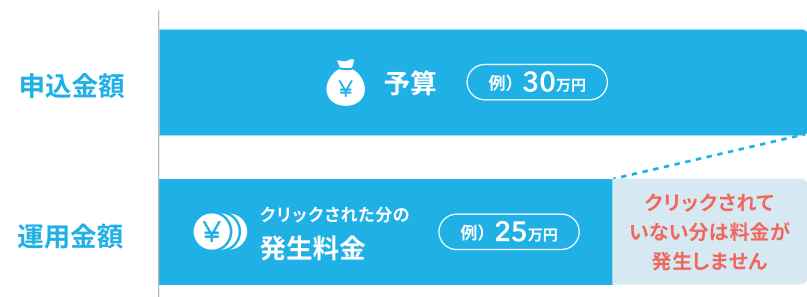 申込金額
¥ 予算 例）30万円
運用金額
¥ クリックされた分の
発生料金
例）25万円
クリックされて
いない分は料金が
発生しません